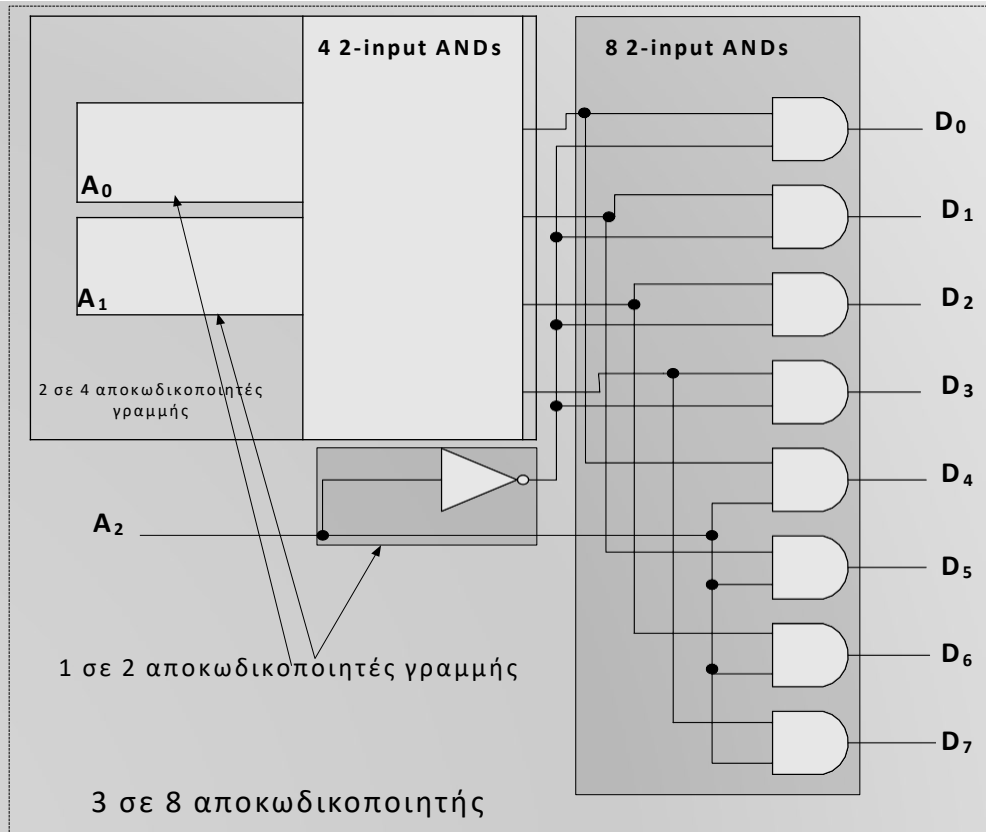 4 2-input ANDs
8 2-input ANDs
D0
A0
D1
A1
D2
2 σε 4 αποκωδικοποιητές
γραμμής
D3
D4
A2
D5
1 σε 2 αποκωδικοποιητές γραμμής
D6
D7
3 σε 8 αποκωδικοποιητής